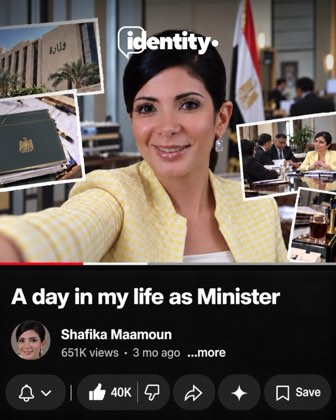 identity
وزارة
A day in my life as Minister
Shafika Maamoun
651K views • 3 mo ago ...more
40K
Save